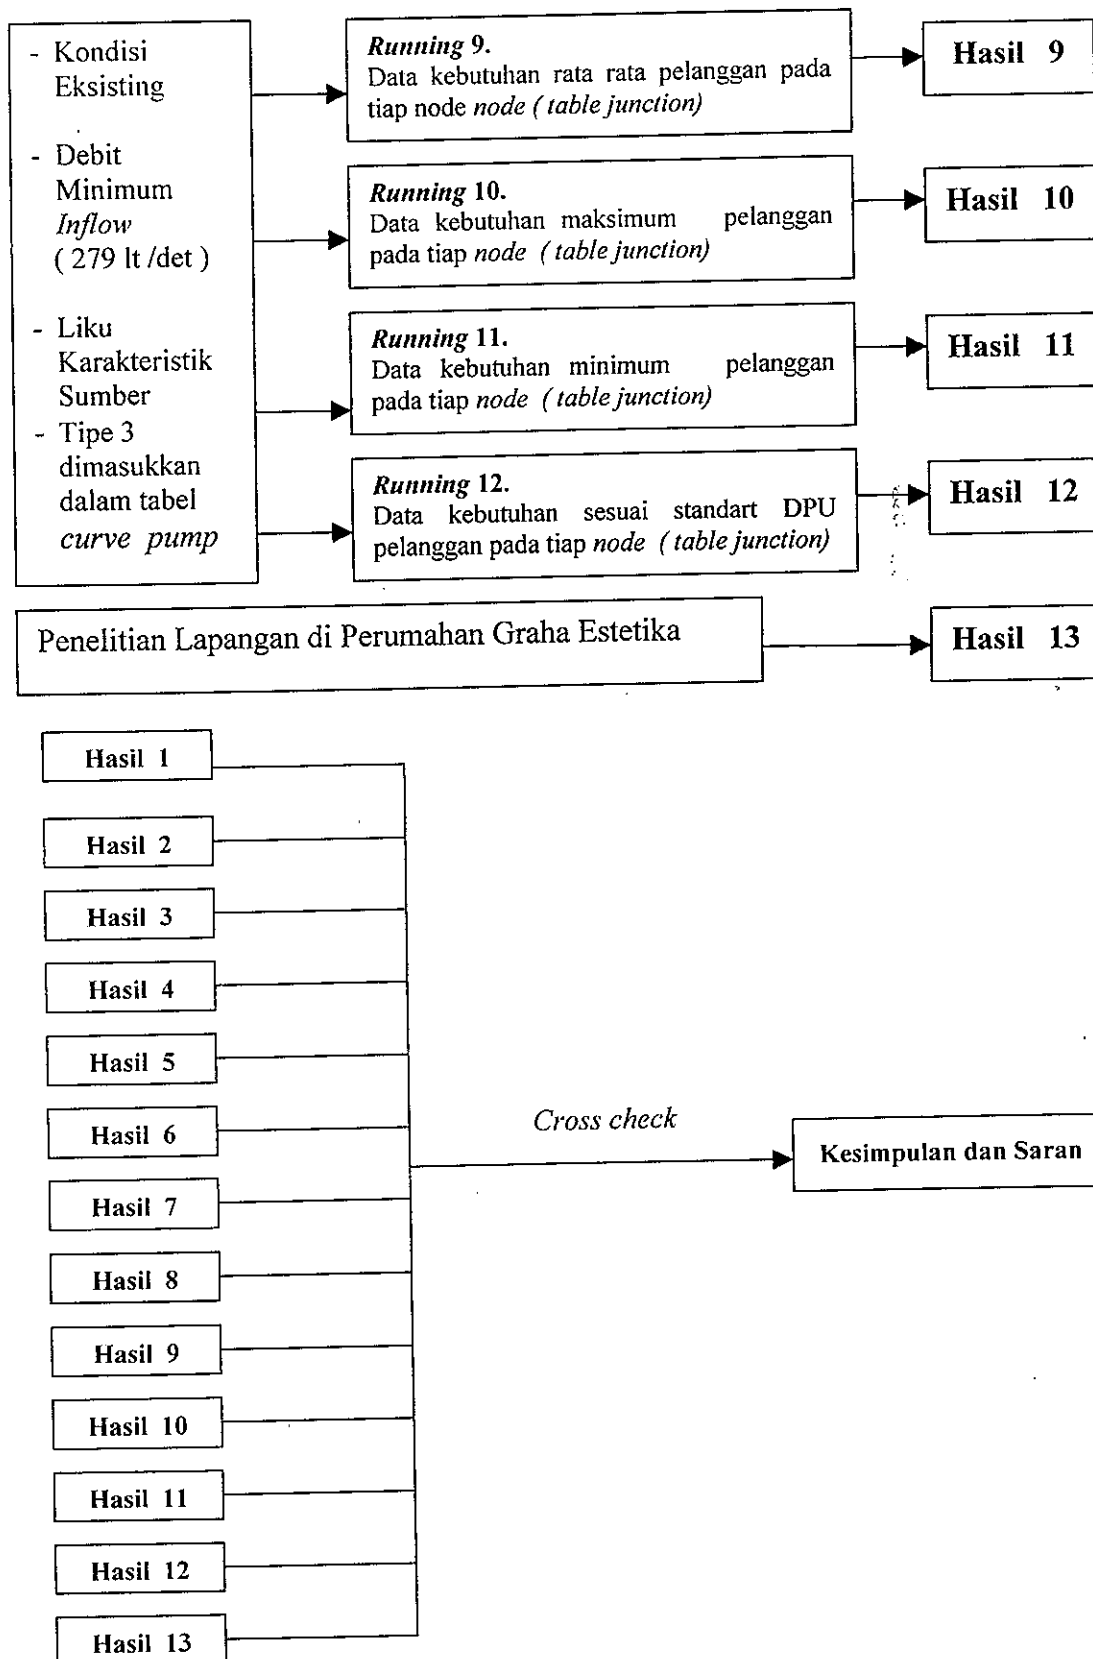 - Kondisi
Eksisting
- Debit
Minimum
Inflow
( 279 lt /det )
- Liku
Karakteristik
Sumber
- Tipe 3
dimasukkan
dalam tabel
curve pump
Running 9.
Data kebutuhan rata rata pelanggan pada
tiap node node ( table junction)
Hasil 9
Running 10.
Data kebutuhan maksimum pelanggan
pada tiap node ( table junction)
Hasil 10
Running 11.
Data kebutuhan minimum pelanggan
pada tiap node ( table junction)
Hasil 11
Running 12.
Data kebutuhan sesuai standart DPU
pelanggan pada tiap node ( table junction)
Hasil 12
Penelitian Lapangan di Perumahan Graha Estetika
Hasil 13
Hasil 1
Hasil 2
Hasil 3
Hasil 4
Hasil 5
Hasil 6
Hasil 7
Hasil 8
Hasil 9
Hasil 10
Hasil 11
Hasil 12
Hasil 13
Cross check
Kesimpulan dan Saran